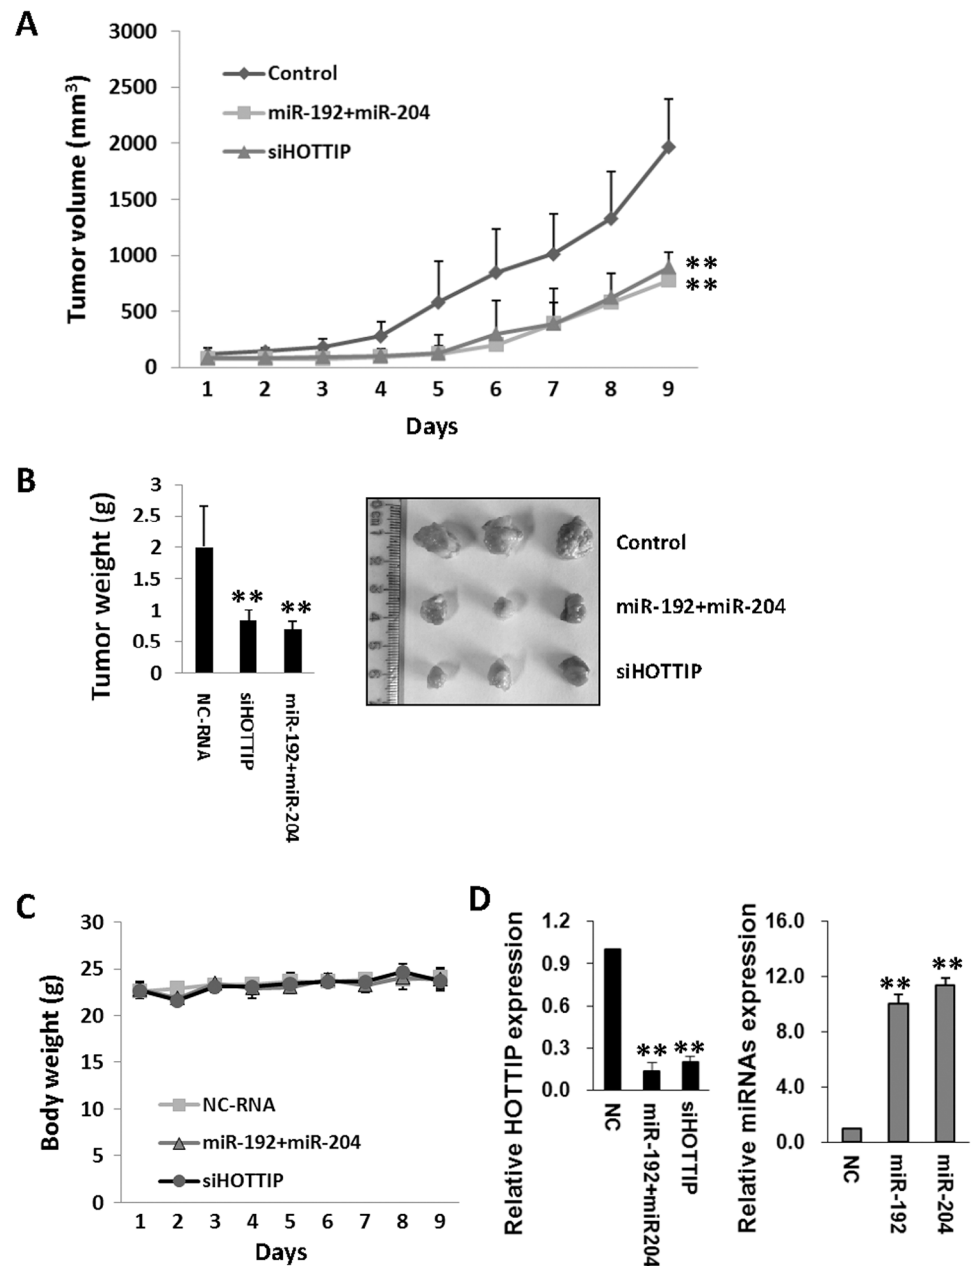 A
3000
2500
2000
1500
1000
500
0
Tumor volume (mm³)
Control
miR-192+miR-204
siHOTTIP
**
**
1 2 3 4 5 6 7 8 9
Days
B
3
2.5
2
1.5
1
0.5
0
Tumor weight (g)
**
**
NC-RNA
siHOTTIP
miR-192+miR-204
Control
miR-192+miR-204
siHOTTIP
C
30
25
20
15
10
5
0
Body weight (g)
NC-RNA
miR-192+miR-204
siHOTTIP
1 2 3 4 5 6 7 8 9
Days
D
Relative HOTTIP expression
1.2
0.9
0.6
0.3
0.0
**
**
NC
miR-192+miR204
siHOTTIP
Relative miRNAs expression
16.0
12.0
8.0
4.0
0.0
**
**
NC
miR-192
miR-204